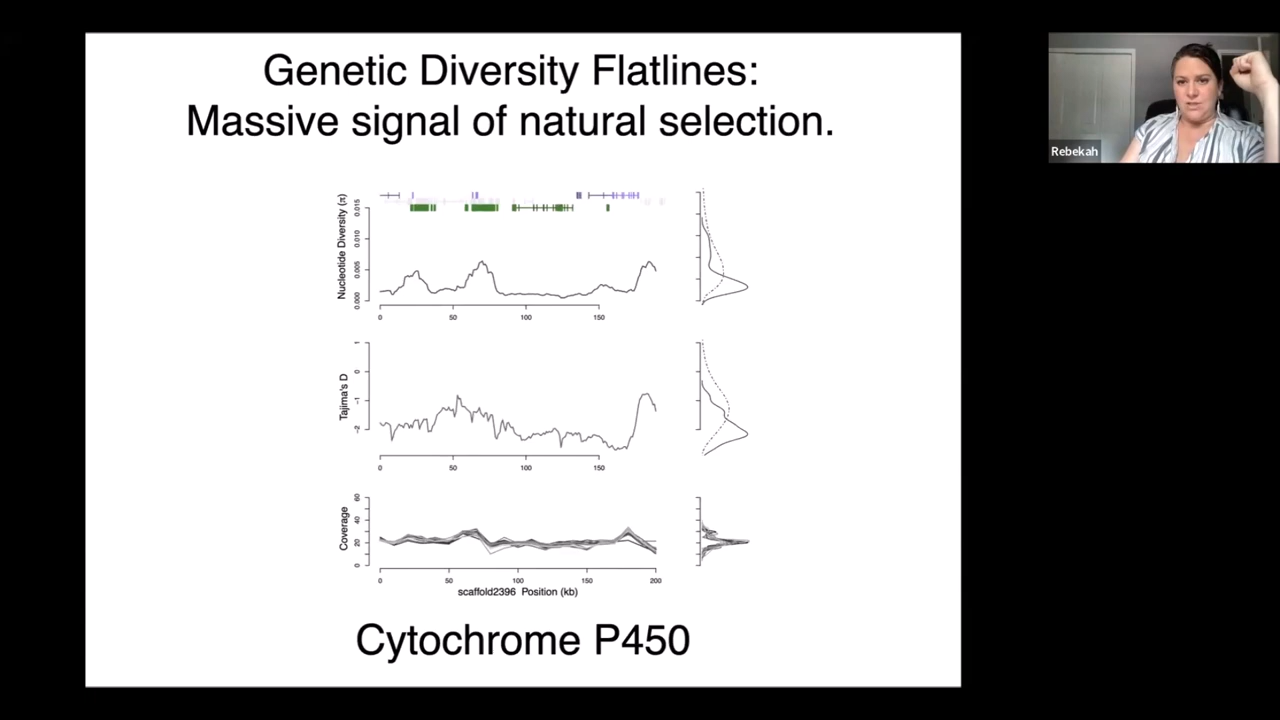 Genetic Diversity Flatlines:
Massive signal of natural selection.
Rebekah
Nucleotide Diversity (π)
0.000 0.005 0.010 0.015
0 50 100 150
Tajima's D
-2 -1 0 1
0 50 100 150
Coverage
0 20 40 60
0 50 100 150 200
scaffold2396 Position (kb)
Cytochrome P450